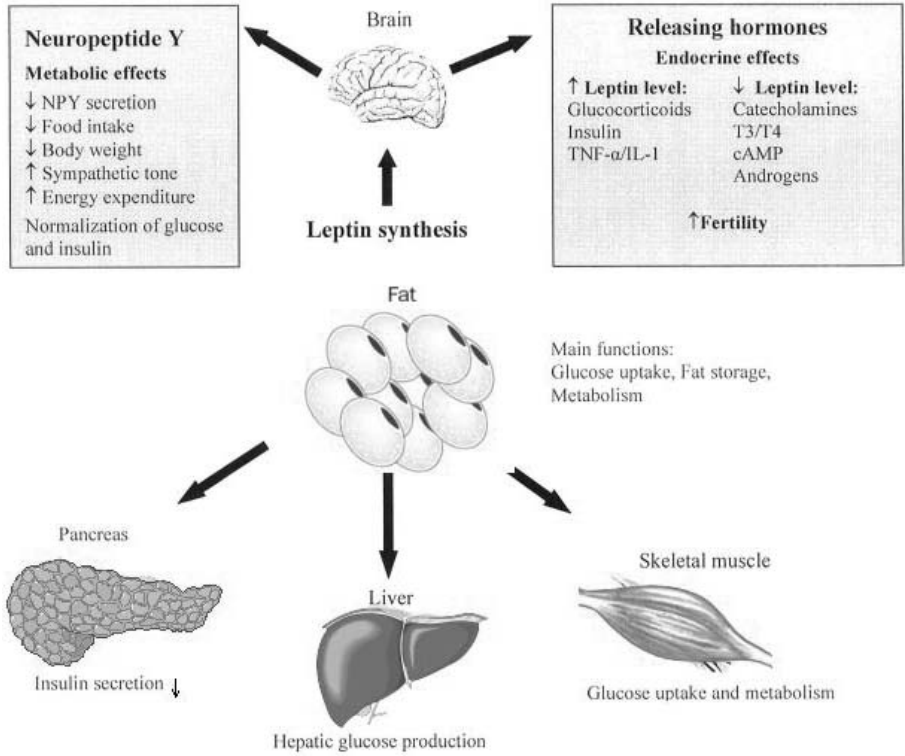 Brain
Neuropeptide Y
Metabolic effects
↓ NPY secretion
↓ Food intake
↓ Body weight
↑ Sympathetic tone
↑ Energy expenditure
Normalization of glucose
and insulin
Releasing hormones
Endocrine effects
↑ Leptin level:
Glucocorticoids
Insulin
TNF-α/IL-1
↓ Leptin level:
Catecholamines
T3/T4
cAMP
Androgens
↑Fertility
Leptin synthesis
Fat
Main functions:
Glucose uptake, Fat storage,
Metabolism
Pancreas
Insulin secretion ↓
Liver
Hepatic glucose production
Skeletal muscle
Glucose uptake and metabolism